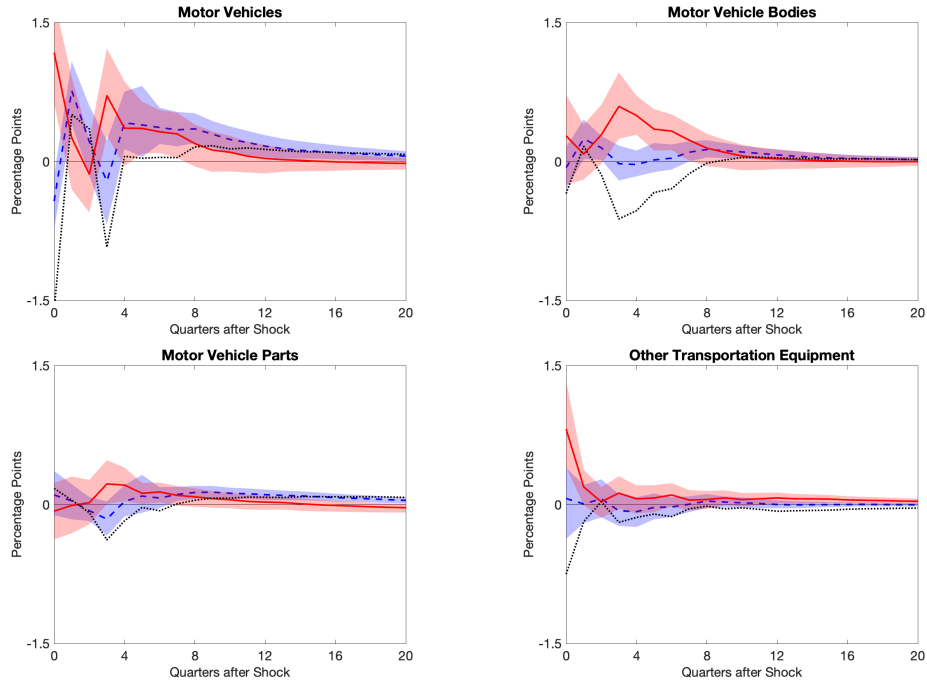 Motor Vehicles
1.5
0
-1.5
Percentage Points
0 4 8 12 16 20
Quarters after Shock
Motor Vehicle Bodies
1.5
0
-1.5
Percentage Points
0 4 8 12 16 20
Quarters after Shock
Motor Vehicle Parts
1.5
0
-1.5
Percentage Points
0 4 8 12 16 20
Quarters after Shock
Other Transportation Equipment
1.5
0
-1.5
Percentage Points
0 4 8 12 16 20
Quarters after Shock